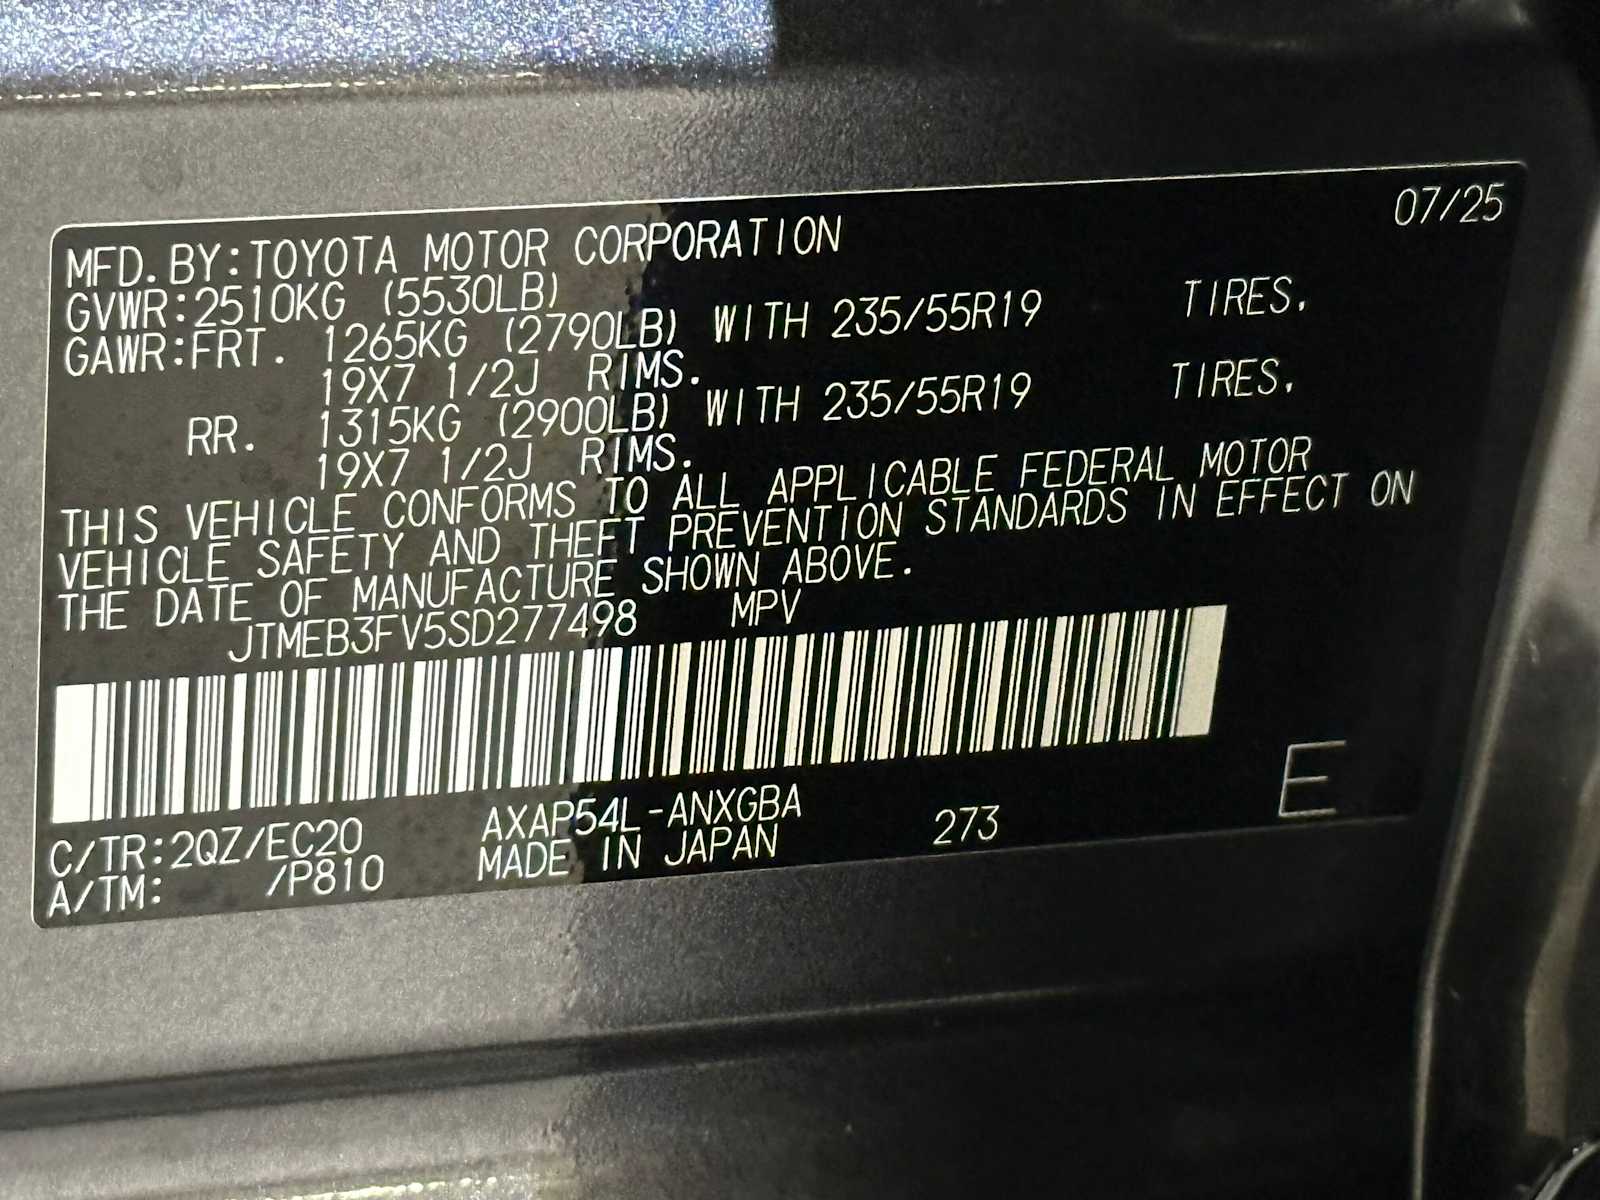 07/25
MFD.BY:TOYOTA MOTOR CORPORATION
GVWR:2510KG (5530LB)
GAWR:FRT. 1265KG (2790LB) WITH 235/55R19 TIRES.
19X7 1/2J RIMS.
RR. 1315KG (2900LB) WITH 235/55R19 TIRES.
19X7 1/2J RIMS.
THIS VEHICLE CONFORMS TO ALL APPLICABLE FEDERAL MOTOR
VEHICLE SAFETY AND THEFT PREVENTION STANDARDS IN EFFECT ON
THE DATE OF MANUFACTURE SHOWN ABOVE.
JTMEB3FV5SD277498 MPV
C/TR:2QZ/EC20 AXAP54L-ANXGBA 273 E
A/TM: /P810 MADE IN JAPAN